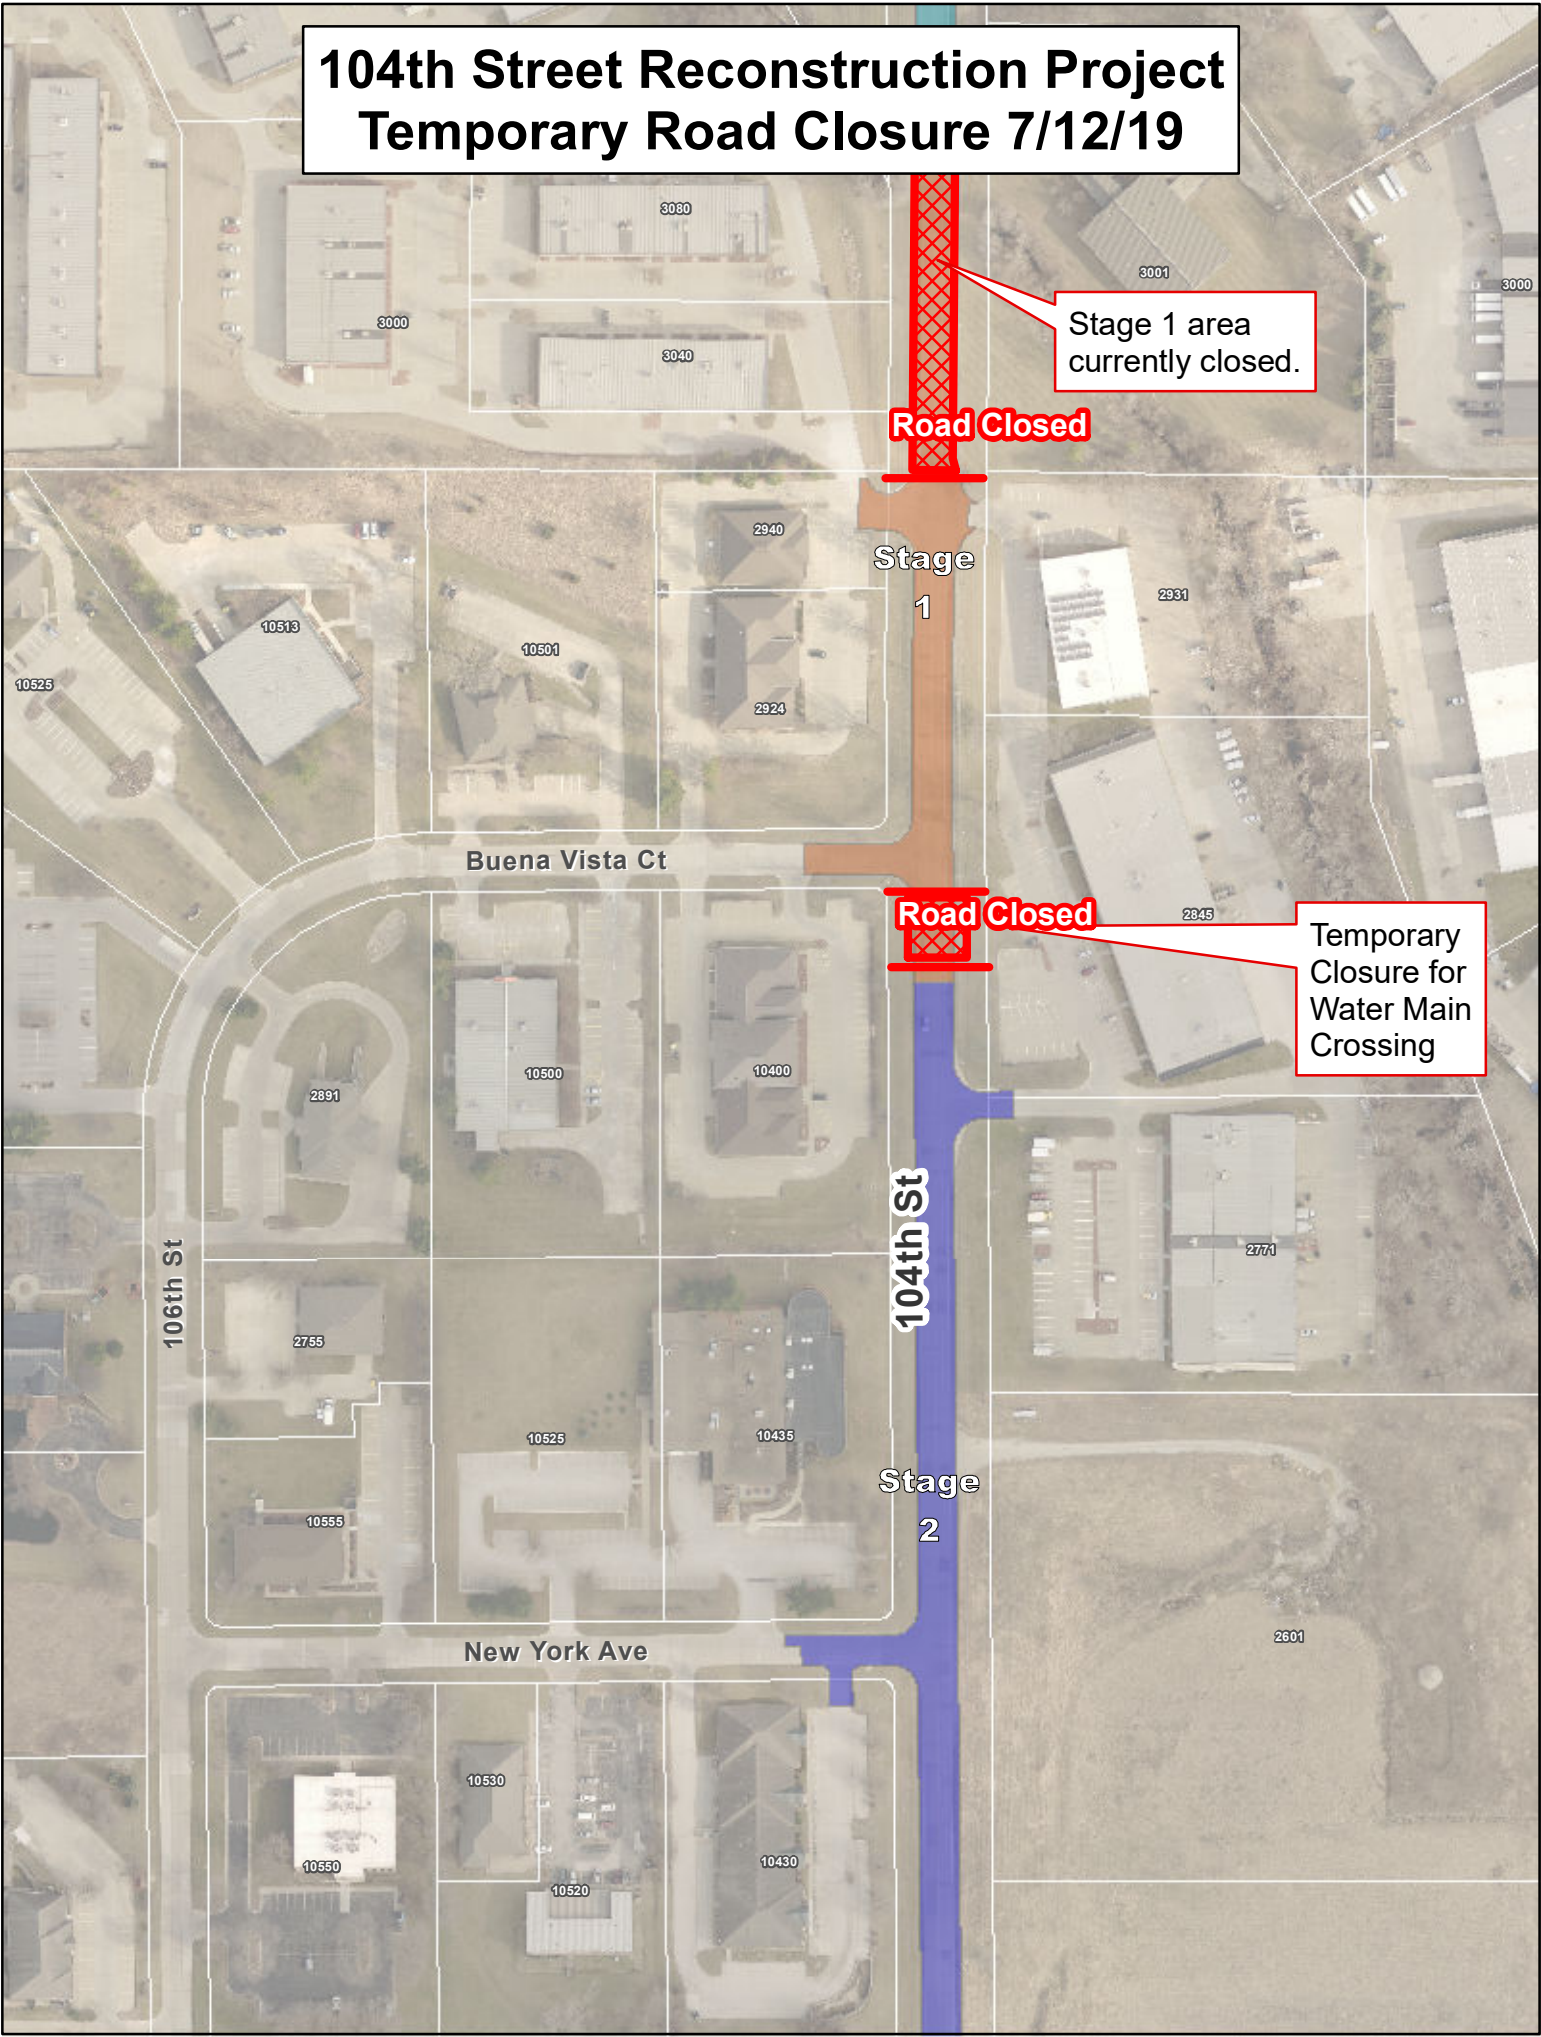 104th Street Reconstruction Project
Temporary Road Closure 7/12/19
3080
3001
3000
3000
3040
Stage 1 area
currently closed.
Road Closed
2940
Stage
1
2931
10513
10501
10525
2924
Buena Vista Ct
Road Closed
2845
Temporary
Closure for
Water Main
Crossing
10500
10400
2891
104th St
106th St
2771
2755
10525
10435
Stage
2
10555
2601
New York Ave
10530
10550
10430
10520